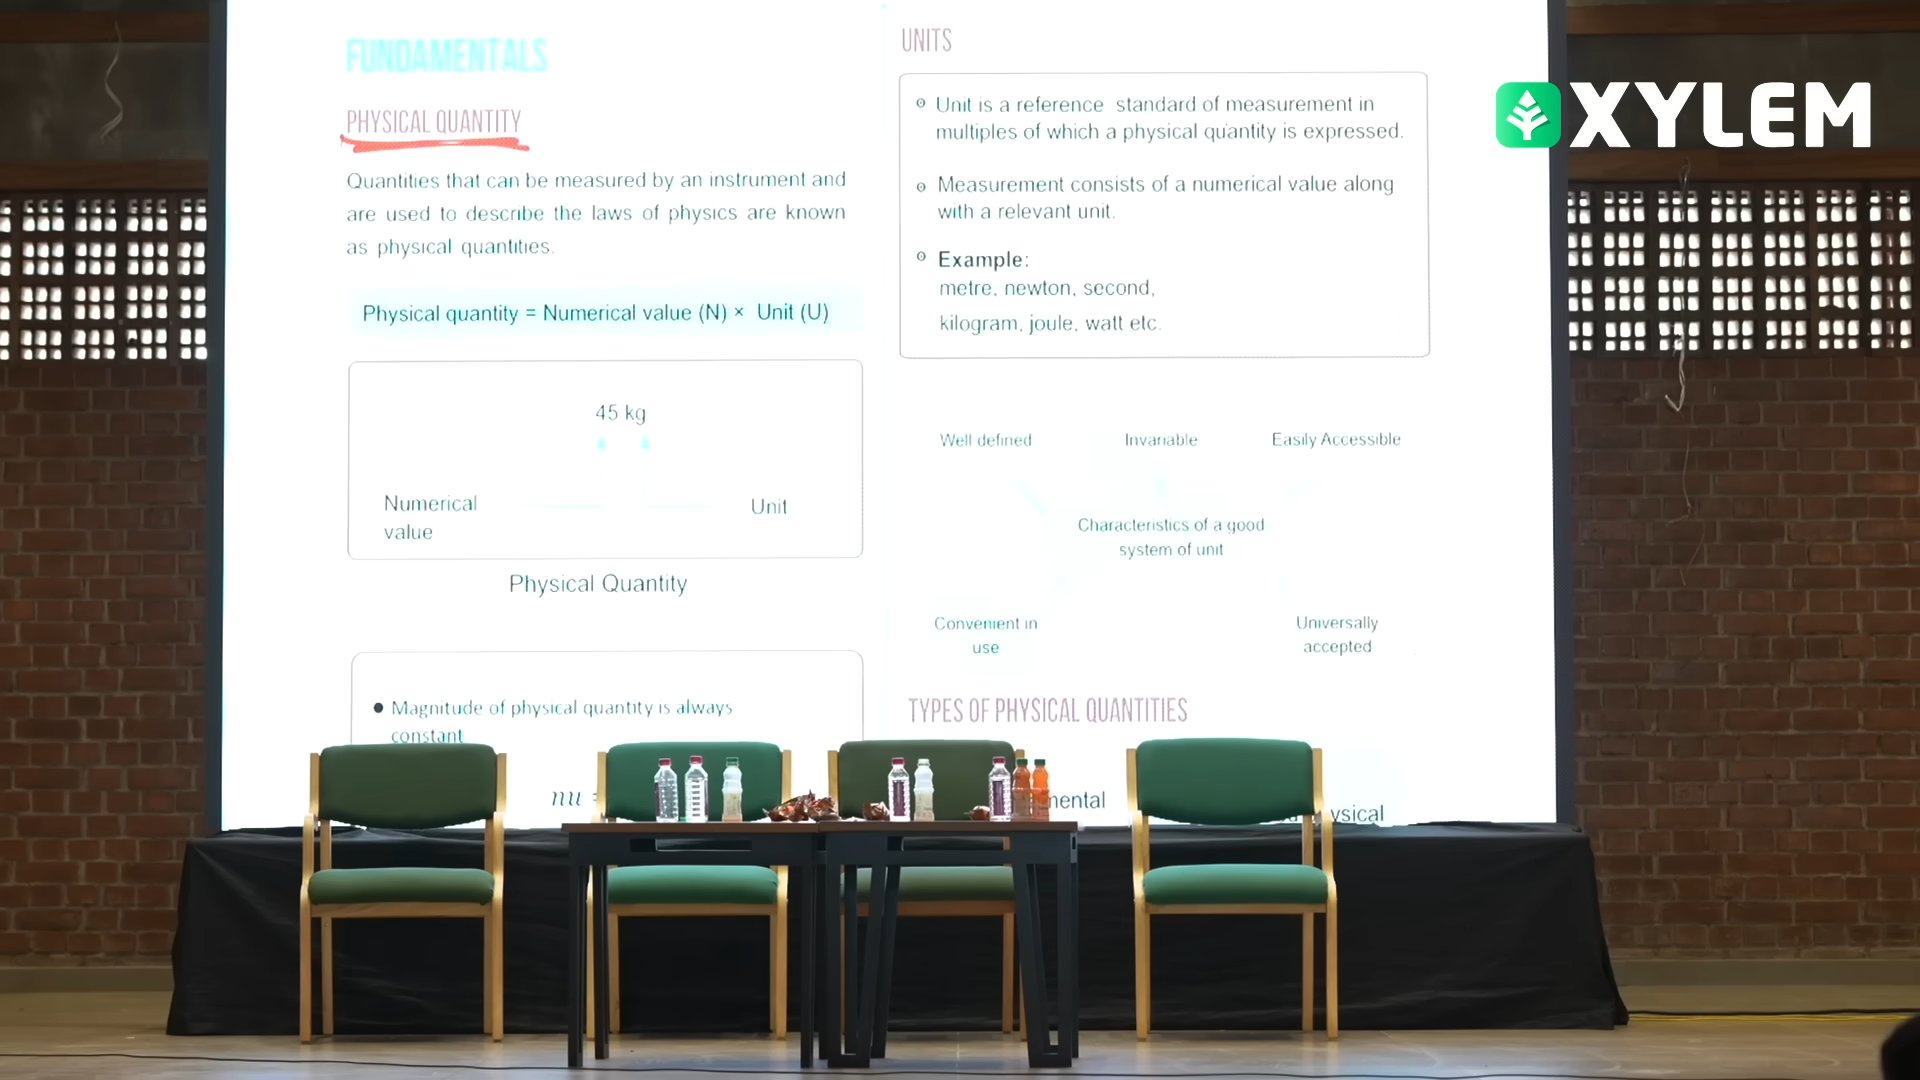 FUNDAMENTALS
PHYSICAL QUANTITY
Quantities that can be measured by an instrument and
are used to describe the laws of physics are known
as physical quantities.
Physical quantity = Numerical value (N) × Unit (U)
45 kg
Numerical
value
Unit
Physical Quantity
● Magnitude of physical quantity is always
constant
nu
UNITS
Unit is a reference standard of measurement in
multiples of which a physical quantity is expressed.
Measurement consists of a numerical value along
with a relevant unit.
Example:
metre, newton, second,
kilogram, joule, watt etc.
Well defined
Invariable
Easily Accessible
Characteristics of a good
system of unit
Convenient in
use
Universally
accepted
TYPES OF PHYSICAL QUANTITIES
mental
ysical
XYLEM